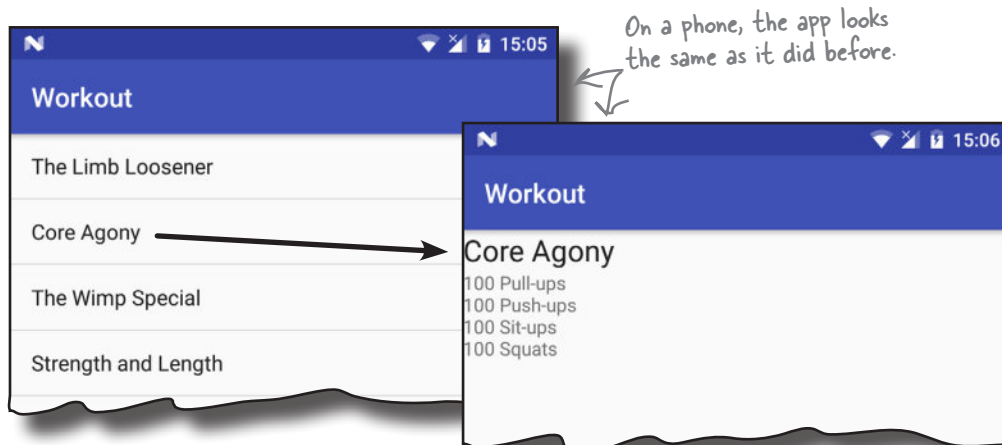 On a phone, the app looks
the same as it did before.
15:05
Workout
The Limb Loosener
Core Agony
The Wimp Special
Strength and Length
15:06
Workout
Core Agony
100 Pull-ups
100 Push-ups
100 Sit-ups
100 Squats